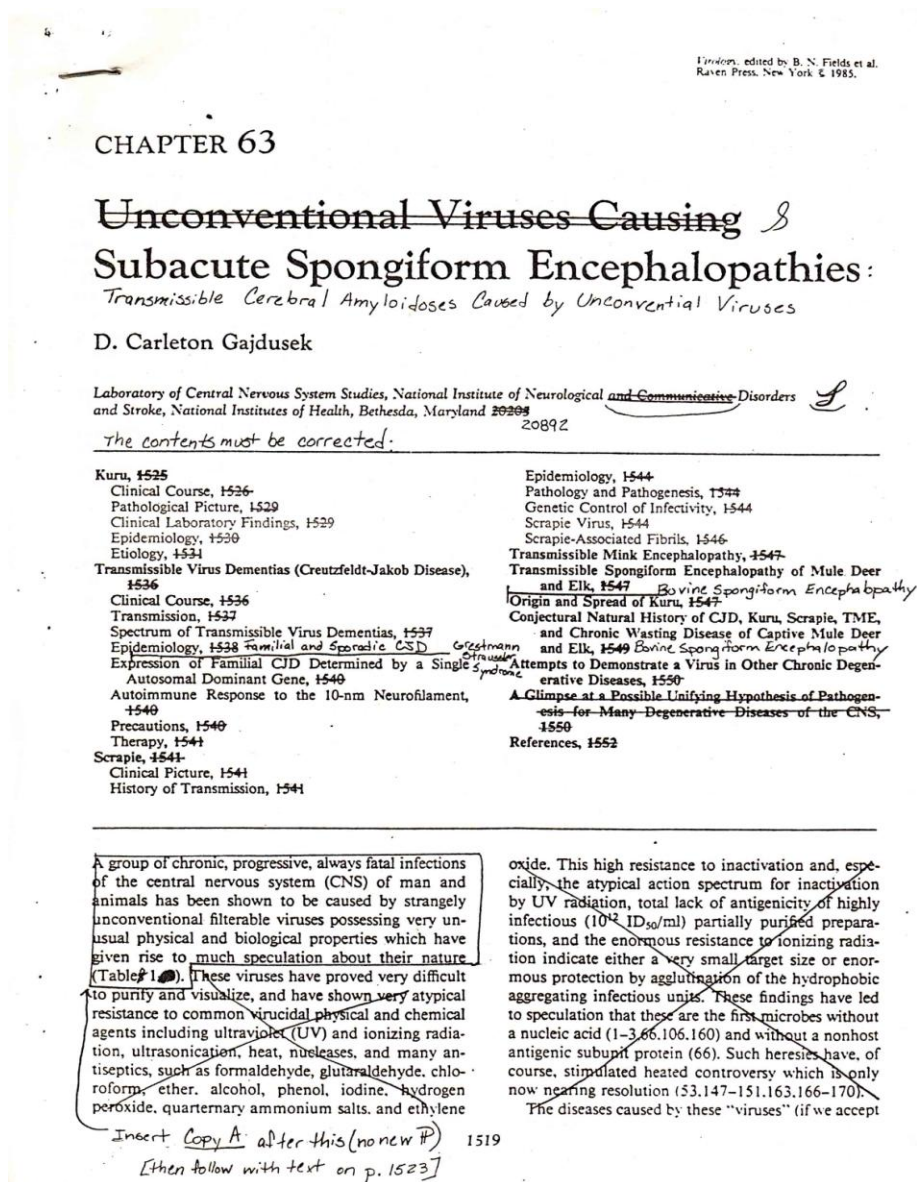 Virology, edited by B. N. Fields et al.
Raven Press, New York © 1985.
CHAPTER 63
Unconventional Viruses Causing
Subacute Spongiform Encephalopathies:
Transmissible Cerebral Amyloidoses Caused by Unconvential Viruses
D. Carleton Gajdusek
Laboratory of Central Nervous System Studies, National Institute of Neurological and Communicative Disorders
and Stroke, National Institutes of Health, Bethesda, Maryland 20205
20892
The contents must be corrected.
Kuru, 1525
Clinical Course, 1526
Pathological Picture, 1529
Clinical Laboratory Findings, 1529
Epidemiology, 1530
Etiology, 1531
Transmissible Virus Dementias (Creutzfeldt-Jakob Disease),
1536
Clinical Course, 1536
Transmission, 1537
Spectrum of Transmissible Virus Dementias, 1537
Epidemiology, 1538 Familial and Sporadic CJD Grestmann
Straussler
Syndrome
Expression of Familial CJD Determined by a Single
Autosomal Dominant Gene, 1540
Autoimmune Response to the 10-nm Neurofilament,
1540
Precautions, 1540
Therapy, 1541
Scrapie, 1541
Clinical Picture, 1541
History of Transmission, 1541
Epidemiology, 1544
Pathology and Pathogenesis, 1544
Genetic Control of Infectivity, 1544
Scrapie Virus, 1544
Scrapie-Associated Fibrils, 1546
Transmissible Mink Encephalopathy, 1547
Transmissible Spongiform Encephalopathy of Mule Deer
and Elk, 1547 Bovine Spongiform Encephalopathy
Origin and Spread of Kuru, 1547
Conjectural Natural History of CJD, Kuru, Scrapie, TME,
and Chronic Wasting Disease of Captive Mule Deer
and Elk, 1549 Bovine Spongiform Encephalopathy
Attempts to Demonstrate a Virus in Other Chronic Degen-
erative Diseases, 1550
A Glimpse at a Possible Unifying Hypothesis of Pathogen-
esis for Many Degenerative Diseases of the CNS,
1550
References, 1552
A group of chronic, progressive, always fatal infections
of the central nervous system (CNS) of man and
animals has been shown to be caused by strangely
unconventional filterable viruses possessing very un-
usual physical and biological properties which have
given rise to much speculation about their nature
(Table 1). These viruses have proved very difficult
to purify and visualize, and have shown very atypical
resistance to common virucidal physical and chemical
agents including ultraviolet (UV) and ionizing radia-
tion, ultrasonication, heat, nucleases, and many an-
tiseptics, such as formaldehyde, glutaraldehyde, chlo-
roform, ether, alcohol, phenol, iodine, hydrogen
peroxide, quarternary ammonium salts, and ethylene
oxide. This high resistance to inactivation and, espe-
cially, the atypical action spectrum for inactivation
by UV radiation, total lack of antigenicity of highly
infectious (10¹² ID₅₀/ml) partially purified prepara-
tions, and the enormous resistance to ionizing radia-
tion indicate either a very small target size or enor-
mous protection by agglutination of the hydrophobic
aggregating infectious units. These findings have led
to speculation that these are the first microbes without
a nucleic acid (1–3,66,106,160) and without a nonhost
antigenic subunit protein (66). Such heresies have, of
course, stimulated heated controversy which is only
now nearing resolution (53,147–151,163,166–170).
The diseases caused by these "viruses" (if we accept
Insert Copy A after this (no new ¶)
[then follow with text on p. 1523]
1519